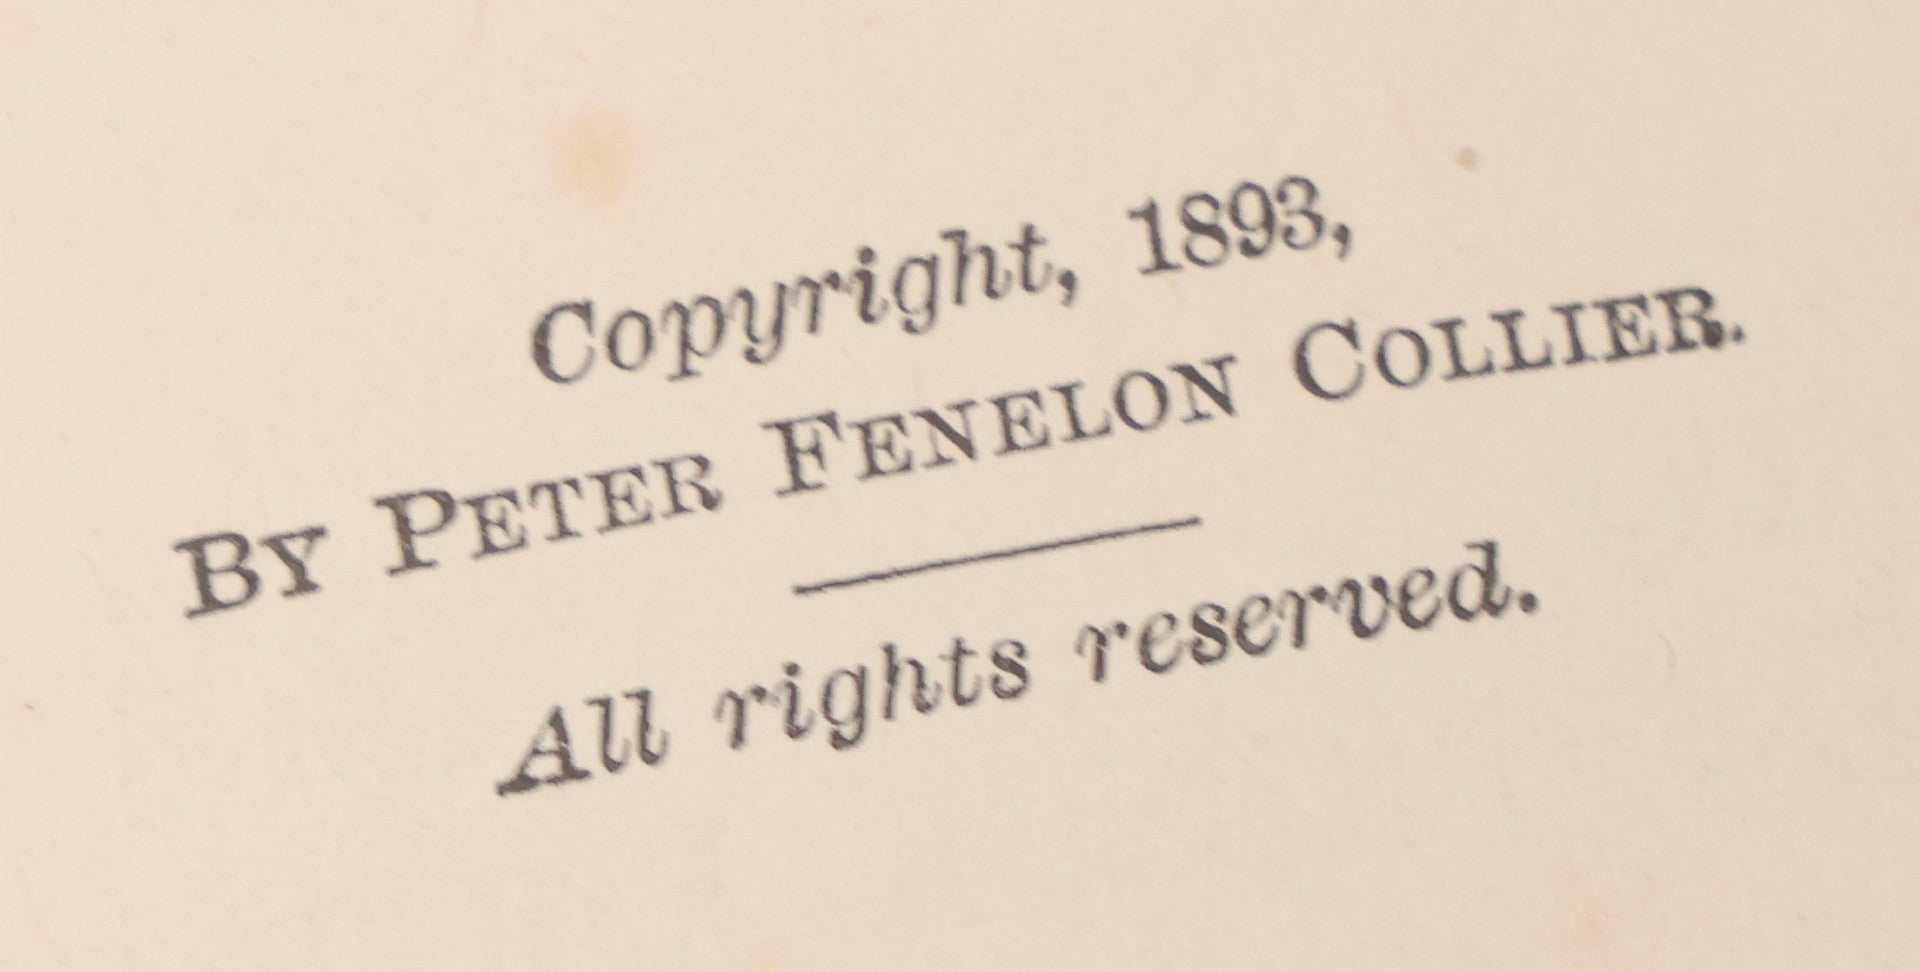 Copyright, 1893,
By Peter Fenelon Collier.
All rights reserved.